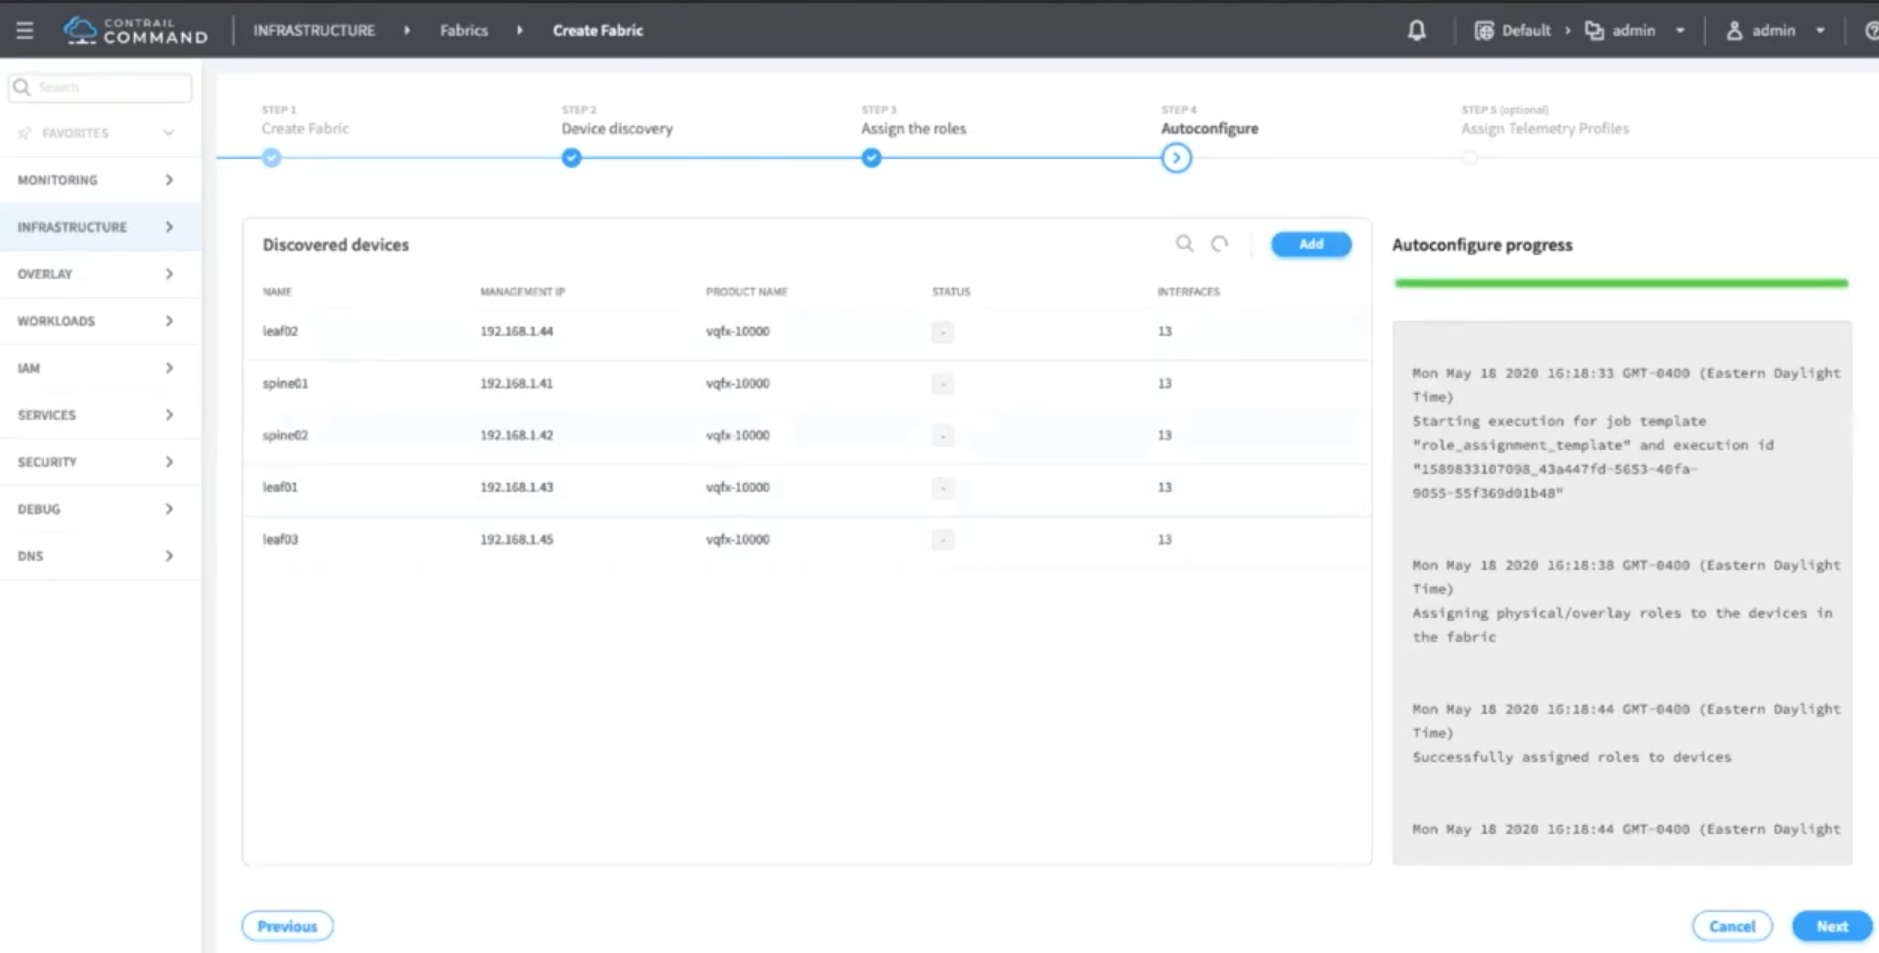 CONTRAIL
COMMAND
INFRASTRUCTURE
Fabrics
Create Fabric
Default
admin
admin
Search
FAVORITES
MONITORING
INFRASTRUCTURE
OVERLAY
WORKLOADS
IAM
SERVICES
SECURITY
DEBUG
DNS
STEP 1
Create Fabric
STEP 2
Device discovery
STEP 3
Assign the roles
STEP 4
Autoconfigure
STEP 5 (optional)
Assign Telemetry Profiles
Discovered devices
Add
NAME MANAGEMENT IP PRODUCT NAME STATUS INTERFACES
leaf02 192.168.1.44 vqfx-10000 - 13
spine01 192.168.1.41 vqfx-10000 - 13
spine02 192.168.1.42 vqfx-10000 - 13
leaf01 192.168.1.43 vqfx-10000 - 13
leaf03 192.168.1.45 vqfx-10000 - 13
Autoconfigure progress
Mon May 18 2020 16:18:33 GMT-0400 (Eastern Daylight
Time)
Starting execution for job template
"role_assignment_template" and execution id
"1589833107098_43a447fd-5653-40fa-
9055-55f369d01b48"
Mon May 18 2020 16:18:38 GMT-0400 (Eastern Daylight
Time)
Assigning physical/overlay roles to the devices in
the fabric
Mon May 18 2020 16:18:44 GMT-0400 (Eastern Daylight
Time)
Successfully assigned roles to devices
Mon May 18 2020 16:18:44 GMT-0400 (Eastern Daylight
Previous
Cancel
Next